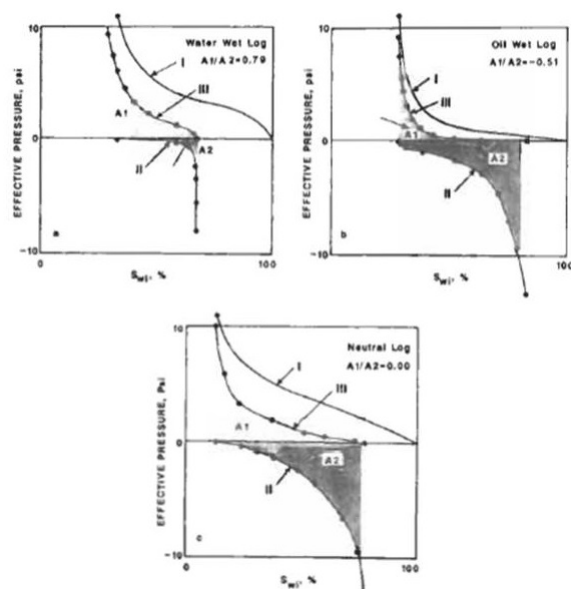 Water Wet Log
A1/A2=0.79
EFFECTIVE PRESSURE, psi
10
0
-10
I
III
A1
A2
II
a
0
100
Swi, %
Oil Wet Log
A1/A2=-0.51
EFFECTIVE PRESSURE, psi
10
0
-10
I
III
A1
A2
II
b
0
100
Swi, %
Neutral Log
A1/A2=0.00
EFFECTIVE PRESSURE, Psi
10
0
-10
I
III
A1
A2
II
c
0
100
Swi, %